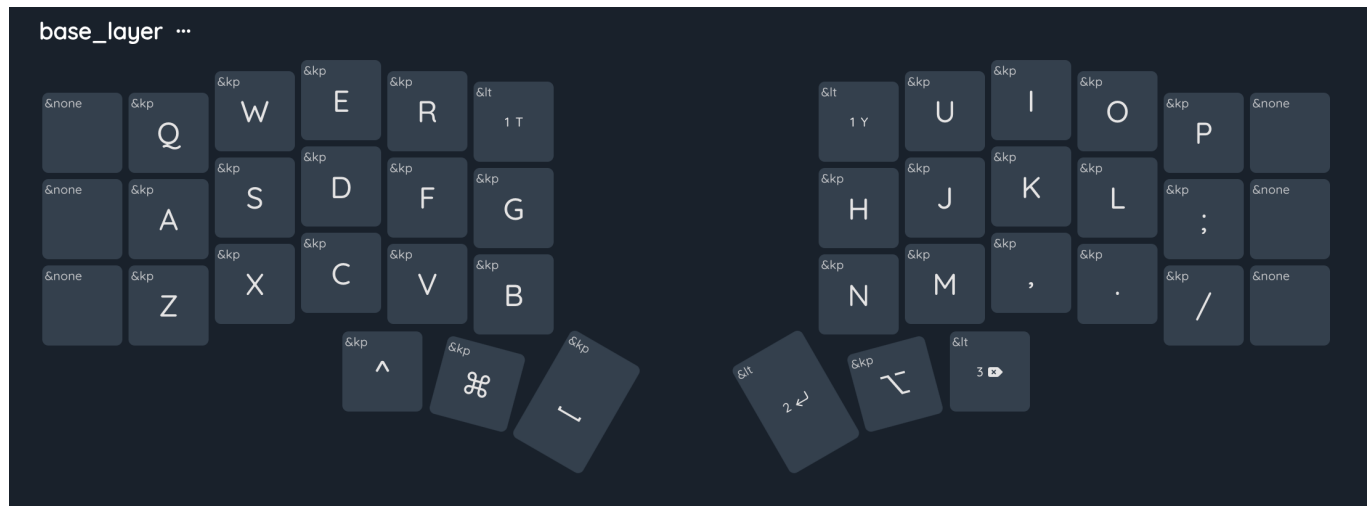 base_layer ...
&none &kp Q &kp W &kp E &kp R &lt 1 T &lt 1 Y &kp U &kp I &kp O &kp P &none
&none &kp A &kp S &kp D &kp F &kp G &kp H &kp J &kp K &kp L &kp ; &none
&none &kp Z &kp X &kp C &kp V &kp B &kp N &kp M &kp , &kp . &kp / &none
&kp ^ &kp ⌘ &kp ⎵ &lt 2 ↵ &kp ⌥ &lt 3 ⌦